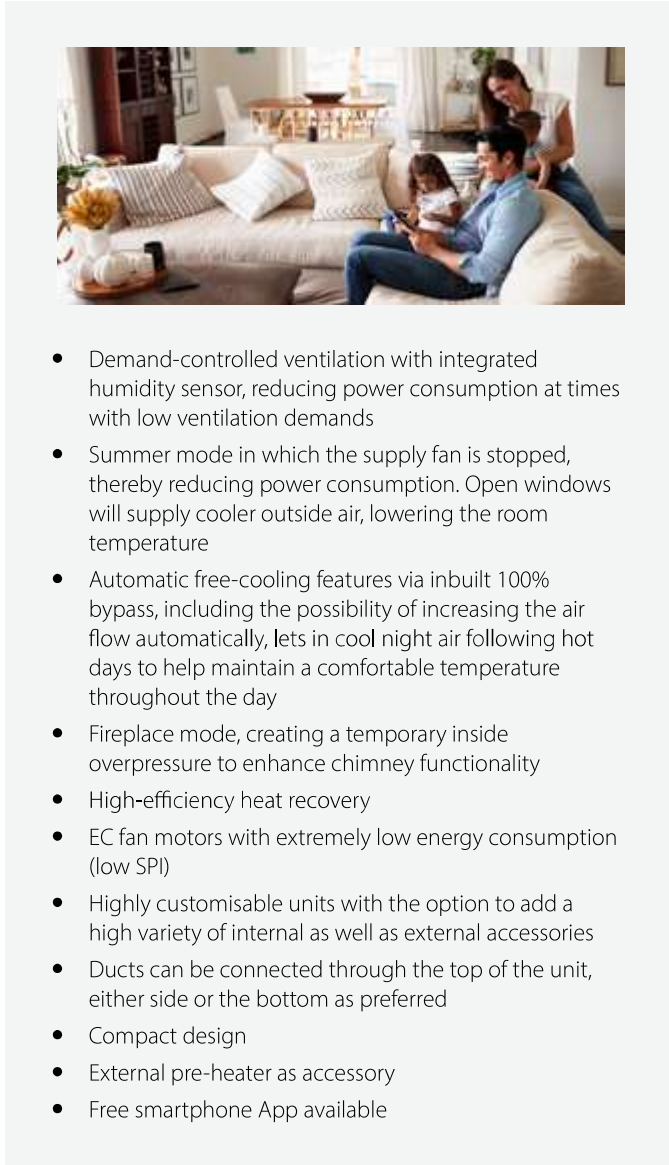 • Demand-controlled ventilation with integrated
humidity sensor, reducing power consumption at times
with low ventilation demands
• Summer mode in which the supply fan is stopped,
thereby reducing power consumption. Open windows
will supply cooler outside air, lowering the room
temperature
• Automatic free-cooling features via inbuilt 100%
bypass, including the possibility of increasing the air
flow automatically, lets in cool night air following hot
days to help maintain a comfortable temperature
throughout the day
• Fireplace mode, creating a temporary inside
overpressure to enhance chimney functionality
• High-efficiency heat recovery
• EC fan motors with extremely low energy consumption
(low SPI)
• Highly customisable units with the option to add a
high variety of internal as well as external accessories
• Ducts can be connected through the top of the unit,
either side or the bottom as preferred
• Compact design
• External pre-heater as accessory
• Free smartphone App available